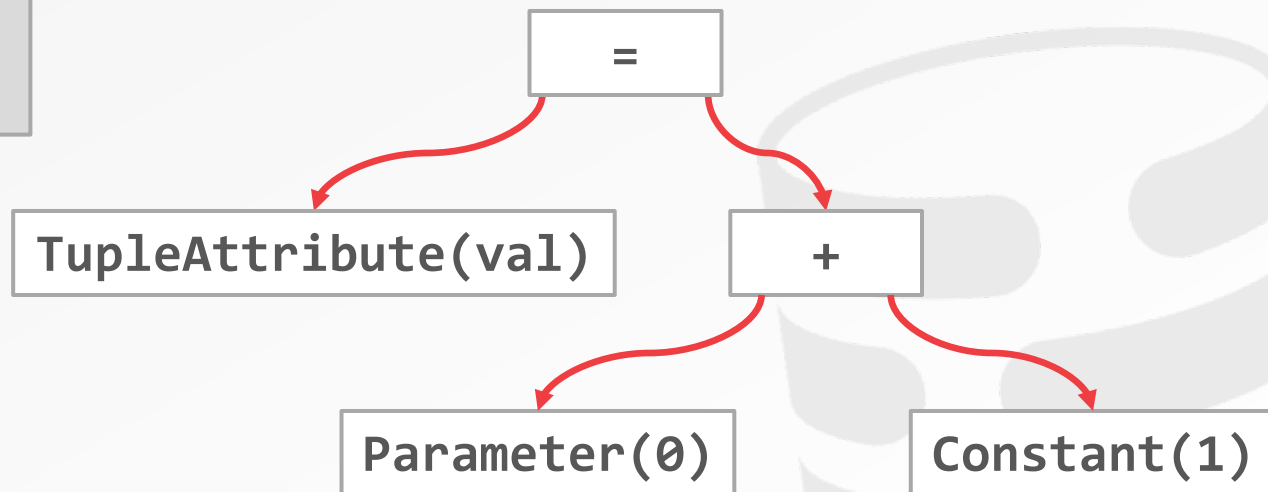 =
TupleAttribute(val)
+
Parameter(0)
Constant(1)